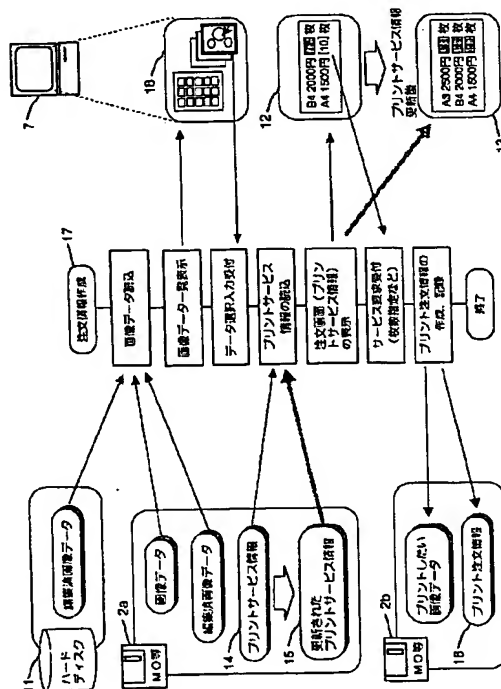 7
18
12
B4 2000円
A4 1500円 10 枚
プリントサービス情報
更新後
A3 2500円
B4 2000円
A4 1500円
13
注文情報作成
17
画像データ読込
画像データ一覧表示
データ選択入力受付
プリントサービス
情報の読込
注文画面(プリン
トサービス情報)
の表示
サービス要求受付
(枚数指定など)
プリント注文情報の
作成、記録
終了
11
ハード
ディスク
編集済画像データ
2a
MO等
画像データ
編集済画像データ
14
プリントサービス情報
15
更新された
プリントサービス情報
2b
MO等
プリントしたい
画像データ
プリント注文情報
16